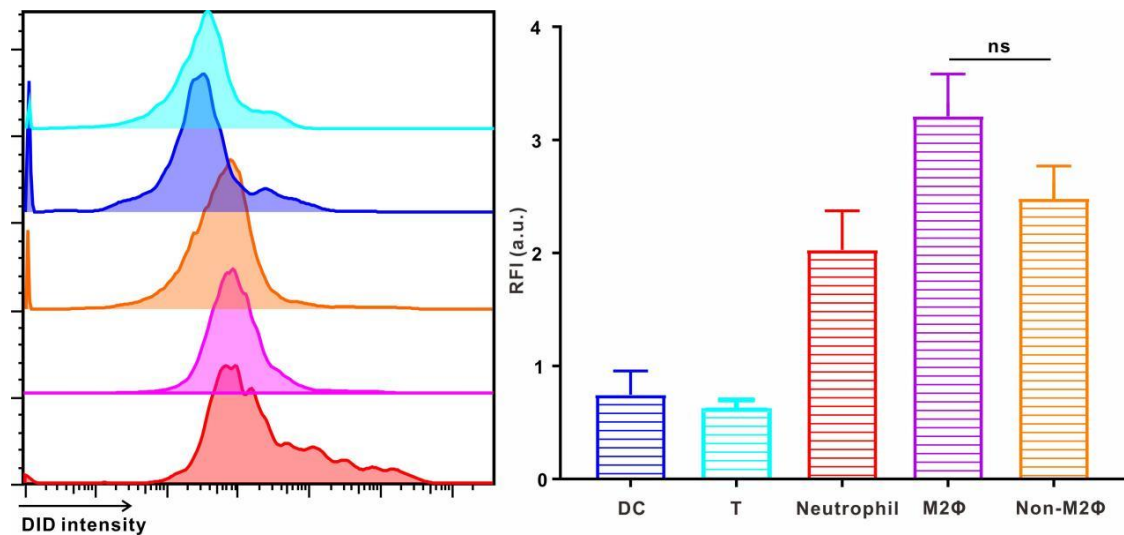 DID intensity
RFI (a.u.)
4
3
2
1
0
ns
DC T Neutrophil M2Φ Non-M2Φ